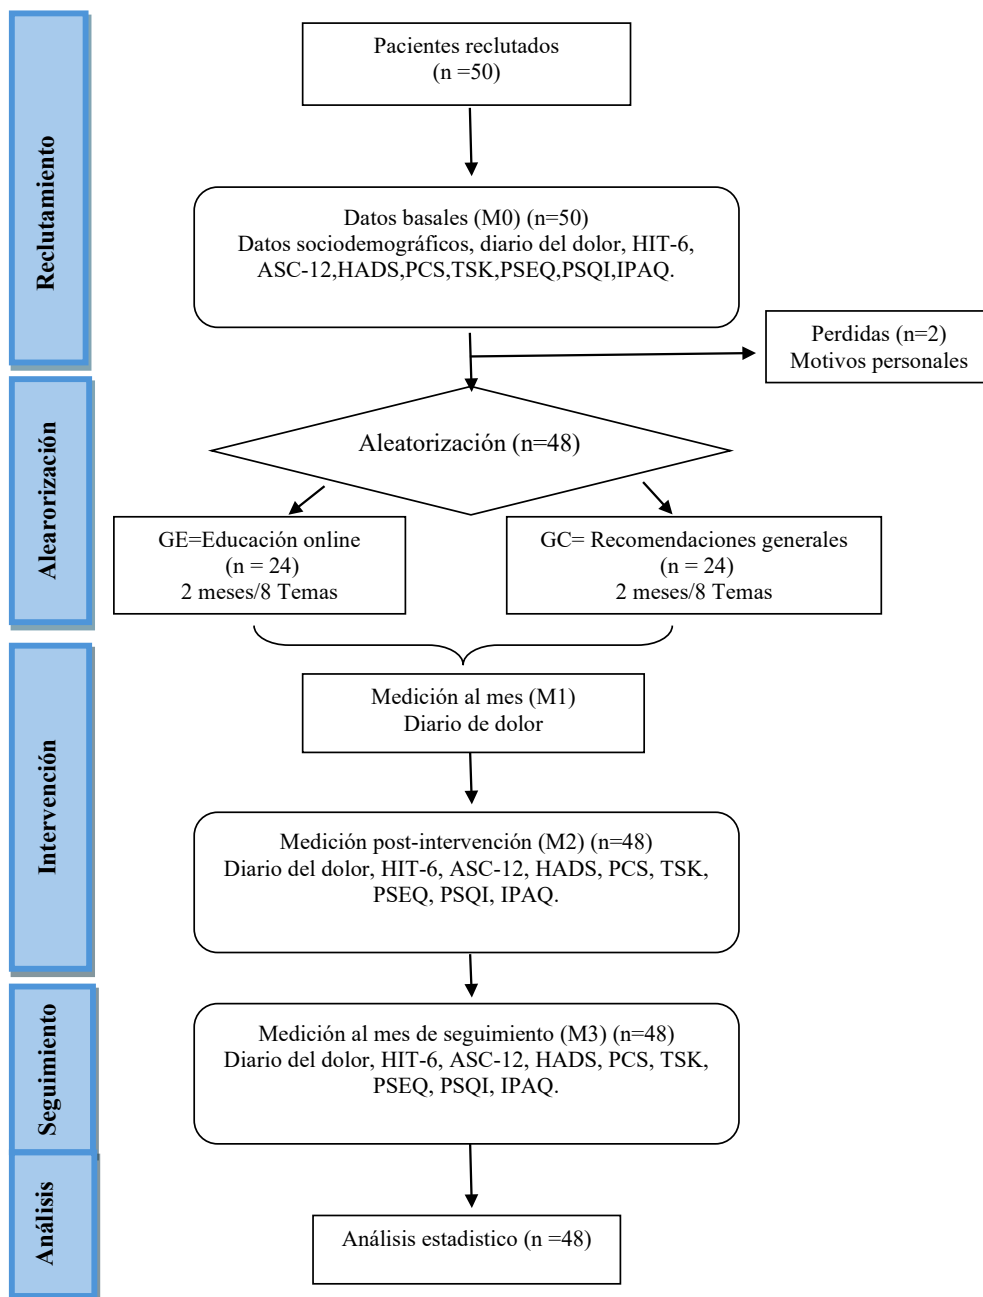 Reclutamiento
Pacientes reclutados
(n =50)
Datos basales (M0) (n=50)
Datos sociodemográficos, diario del dolor, HIT-6,
ASC-12,HADS,PCS,TSK,PSEQ,PSQI,IPAQ.
Perdidas (n=2)
Motivos personales
Alearorización
Aleatorización (n=48)
GE=Educación online
(n = 24)
2 meses/8 Temas
GC= Recomendaciones generales
(n = 24)
2 meses/8 Temas
Intervención
Medición al mes (M1)
Diario de dolor
Medición post-intervención (M2) (n=48)
Diario del dolor, HIT-6, ASC-12, HADS, PCS, TSK,
PSEQ, PSQI, IPAQ.
Seguimiento
Medición al mes de seguimiento (M3) (n=48)
Diario del dolor, HIT-6, ASC-12, HADS, PCS, TSK,
PSEQ, PSQI, IPAQ.
Análisis
Análisis estadistico (n =48)